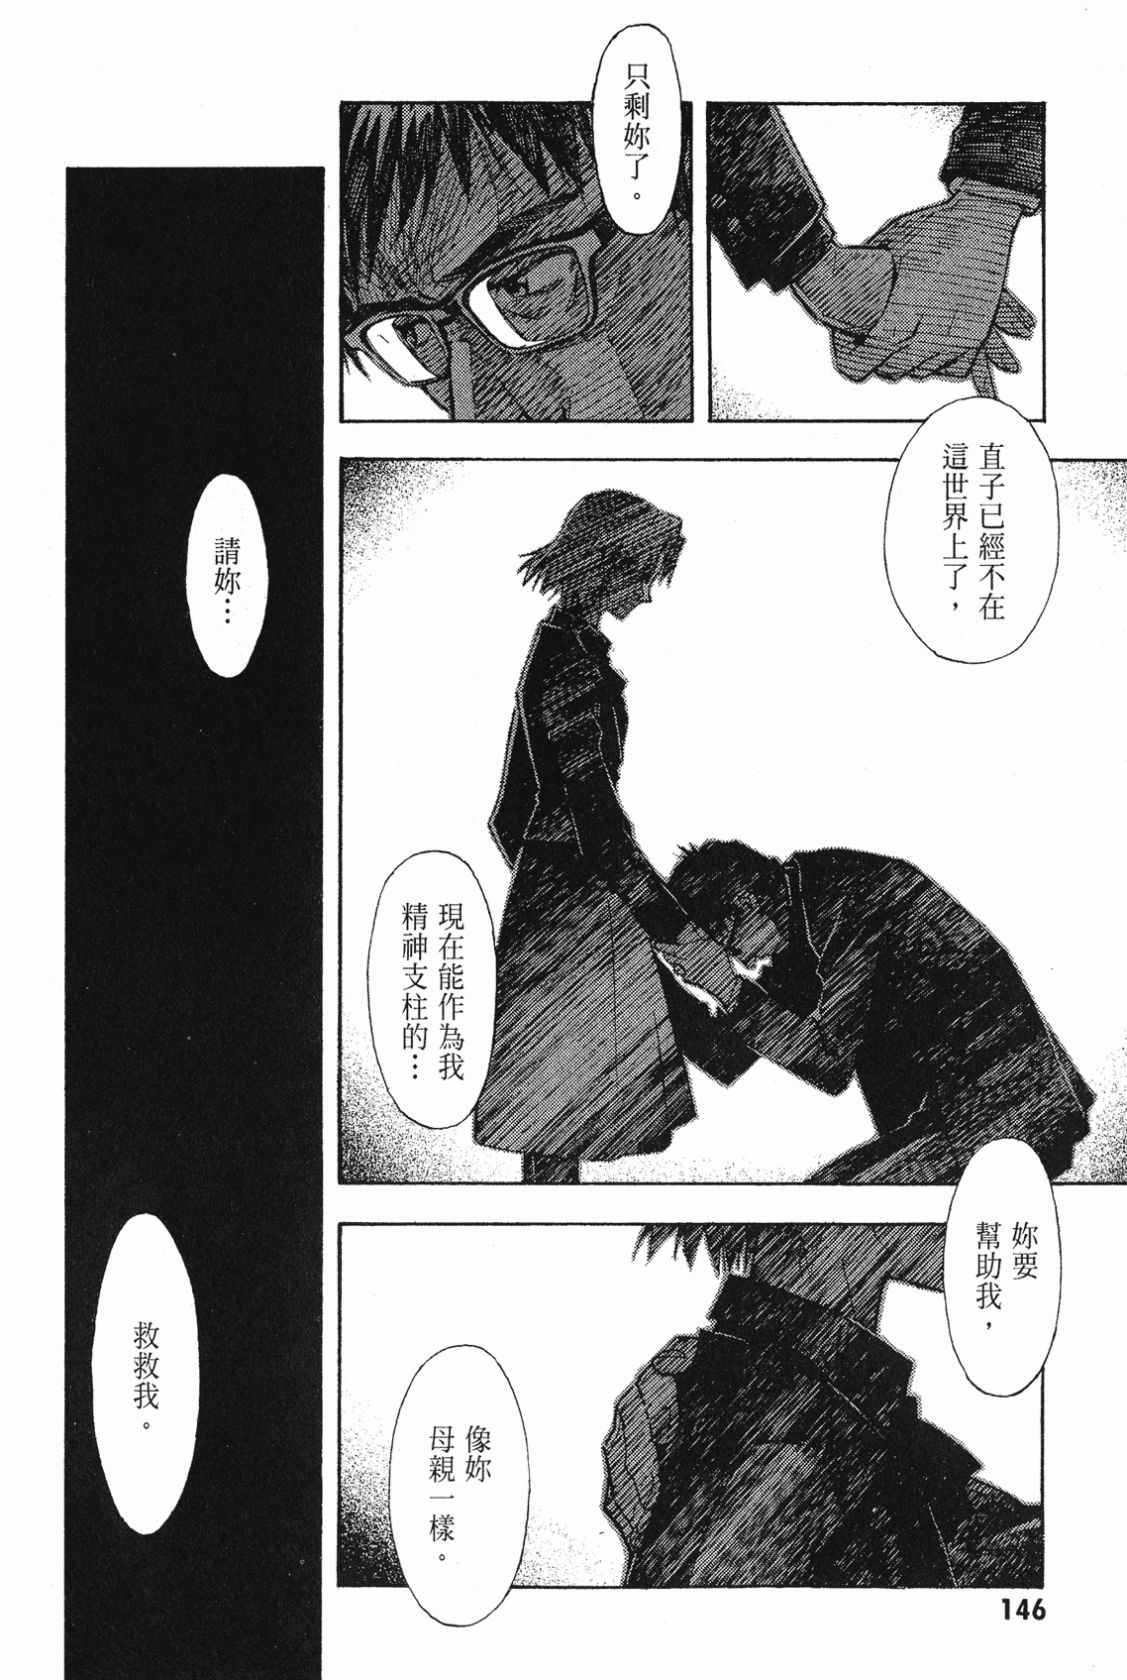 直子已經不在
這世界上了，
只剩妳了。
現在能作為我
精神支柱的…
妳要
幫助我，
像妳
母親一樣。
請妳…
救救我。
146